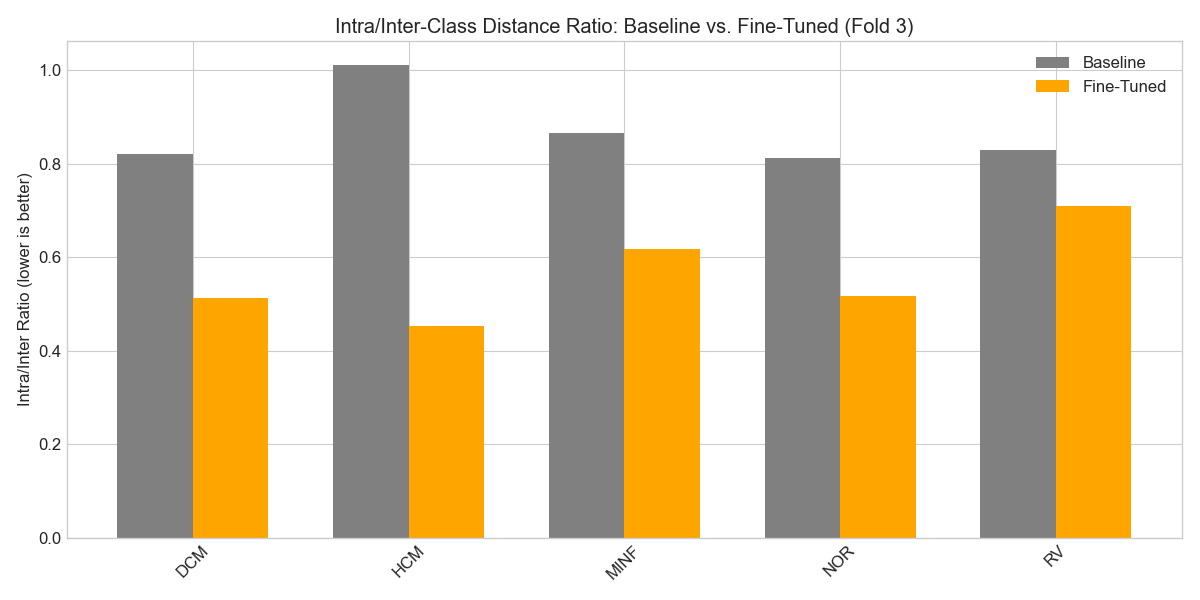 Intra/Inter-Class Distance Ratio: Baseline vs. Fine-Tuned (Fold 3)
Baseline
Fine-Tuned
Intra/Inter Ratio (lower is better)
1.0
0.8
0.6
0.4
0.2
0.0
DCM
HCM
MINF
NOR
RV